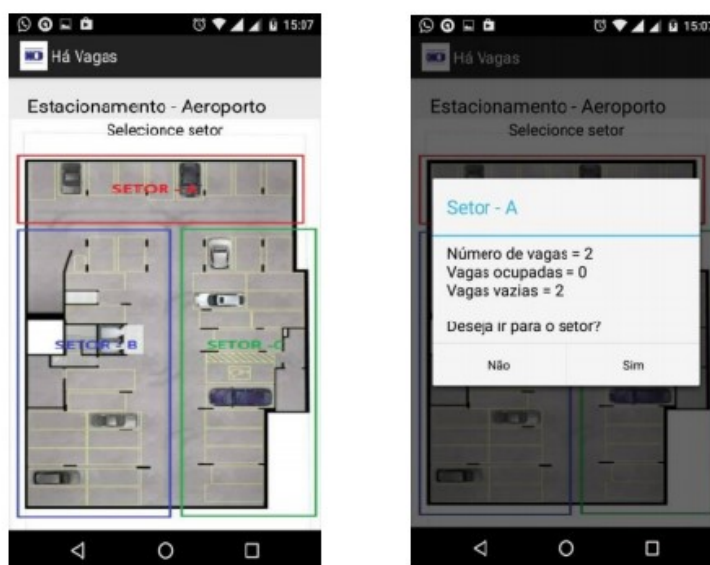 15:07
Há Vagas
Estacionamento - Aeroporto
Selecionce setor
SETOR - A
SETOR - B
SETOR - C
15:07
Há Vagas
Estacionamento - Aeroporto
Selecionce setor
Setor - A
Número de vagas = 2
Vagas ocupadas = 0
Vagas vazias = 2
Deseja ir para o setor?
Não
Sim